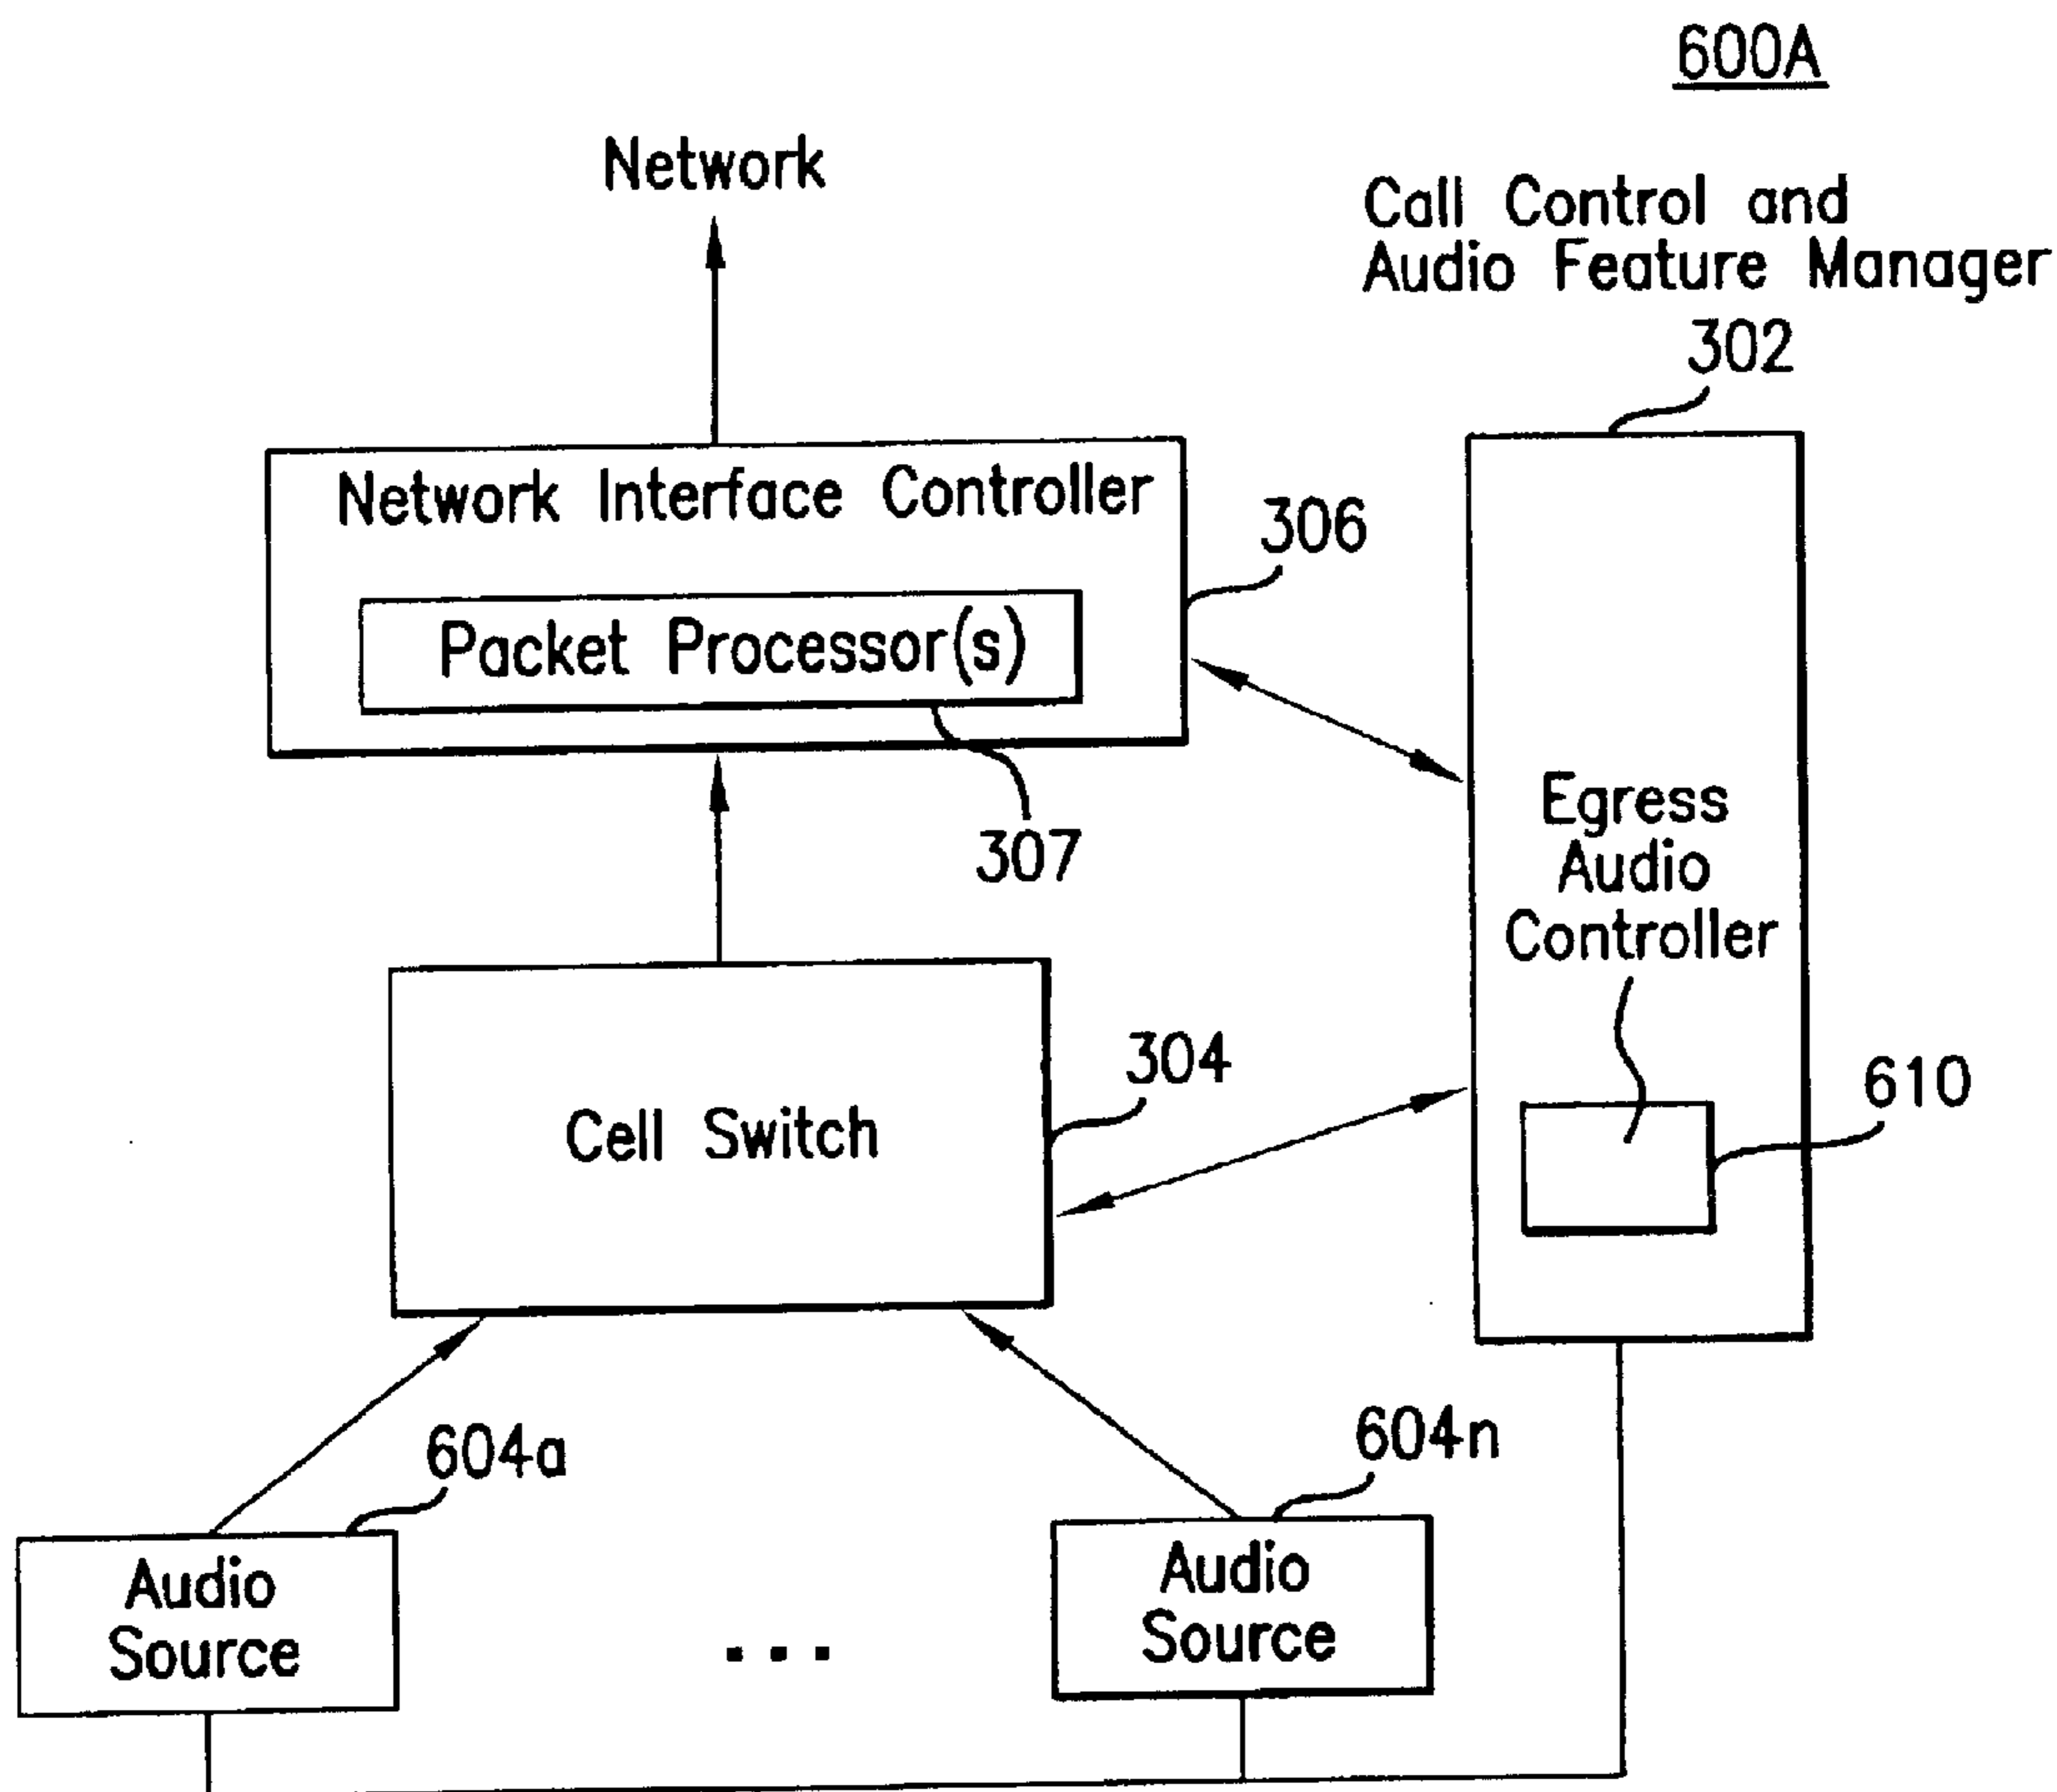 600A
Network
Call Control and
Audio Feature Manager
302
Network Interface Controller
306
Packet Processor(s)
307
Egress
Audio
Controller
304
610
Cell Switch
604a
604n
Audio
Source
...
Audio
Source